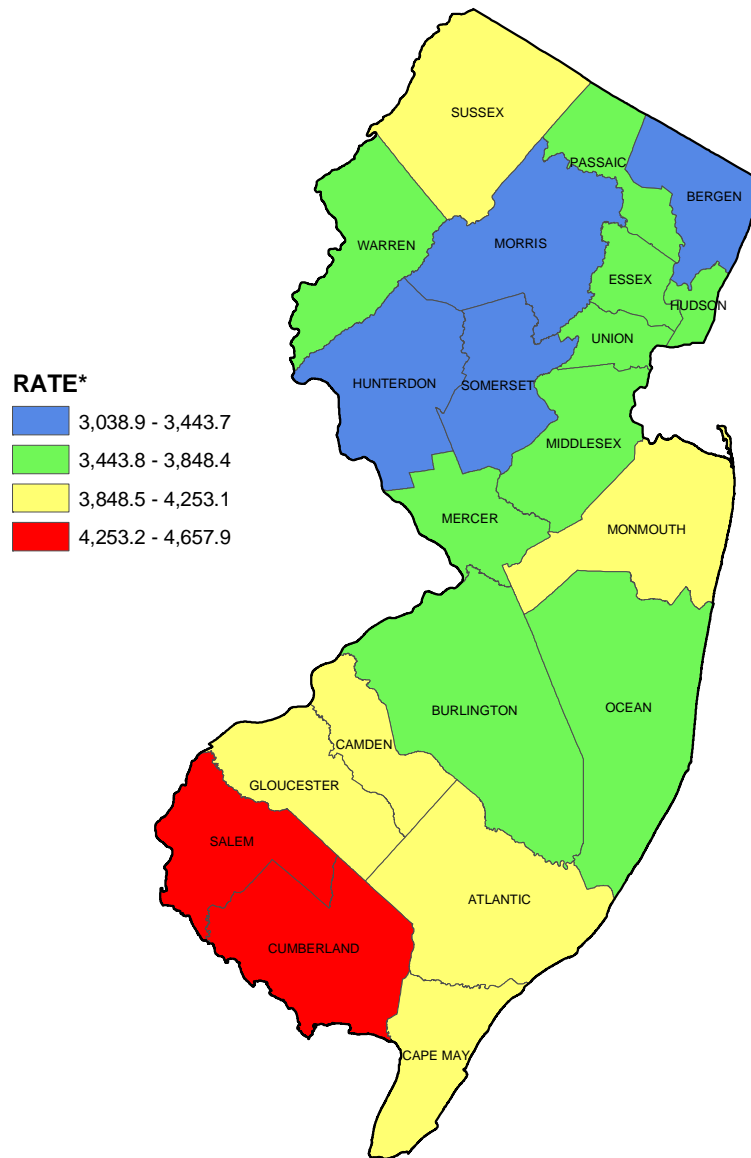 SUSSEX
PASSAIC
BERGEN
WARREN
MORRIS
ESSEX
HUDSON
UNION
HUNTERDON
SOMERSET
RATE*
3,038.9 - 3,443.7
3,443.8 - 3,848.4
3,848.5 - 4,253.1
4,253.2 - 4,657.9
MIDDLESEX
MERCER
MONMOUTH
OCEAN
BURLINGTON
CAMDEN
GLOUCESTER
SALEM
ATLANTIC
CUMBERLAND
CAPE MAY